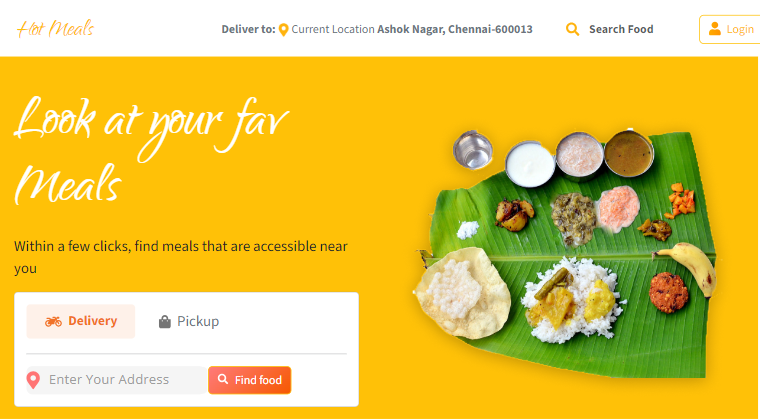 Hot Meals
Deliver to: Current Location Ashok Nagar, Chennai-600013
Search Food
Login
Look at your fav
Meals
Within a few clicks, find meals that are accessible near
you
Delivery
Pickup
Enter Your Address
Find food